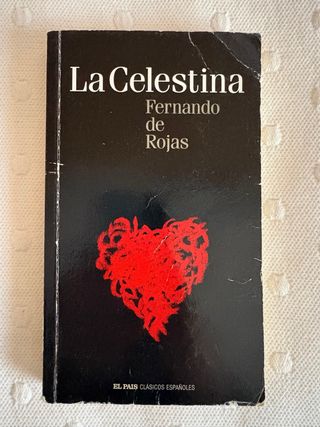 La Celestina
Fernando
de
Rojas
EL PAIS CLÁSICOS ESPAÑOLES